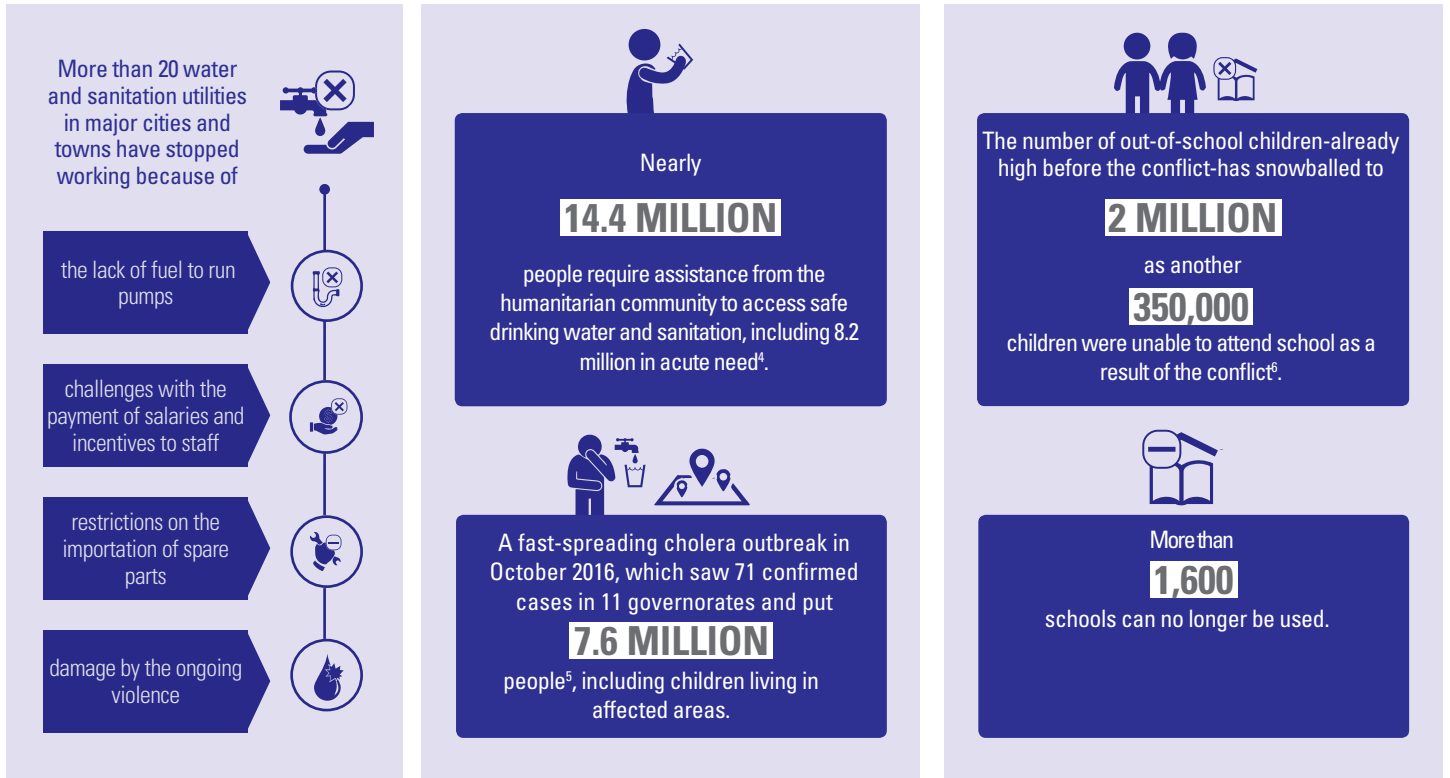 More than 20 water
and sanitation utilities
in major cities and
towns have stopped
working because of
the lack of fuel to run
pumps
challenges with the
payment of salaries and
incentives to staff
restrictions on the
importation of spare
parts
damage by the ongoing
violence
Nearly
14.4 MILLION
people require assistance from the
humanitarian community to access safe
drinking water and sanitation, including 8.2
million in acute need⁴.
A fast-spreading cholera outbreak in
October 2016, which saw 71 confirmed
cases in 11 governorates and put
7.6 MILLION
people⁵, including children living in
affected areas.
The number of out-of-school children-already
high before the conflict-has snowballed to
2 MILLION
as another
350,000
children were unable to attend school as a
result of the conflict⁶.
More than
1,600
schools can no longer be used.